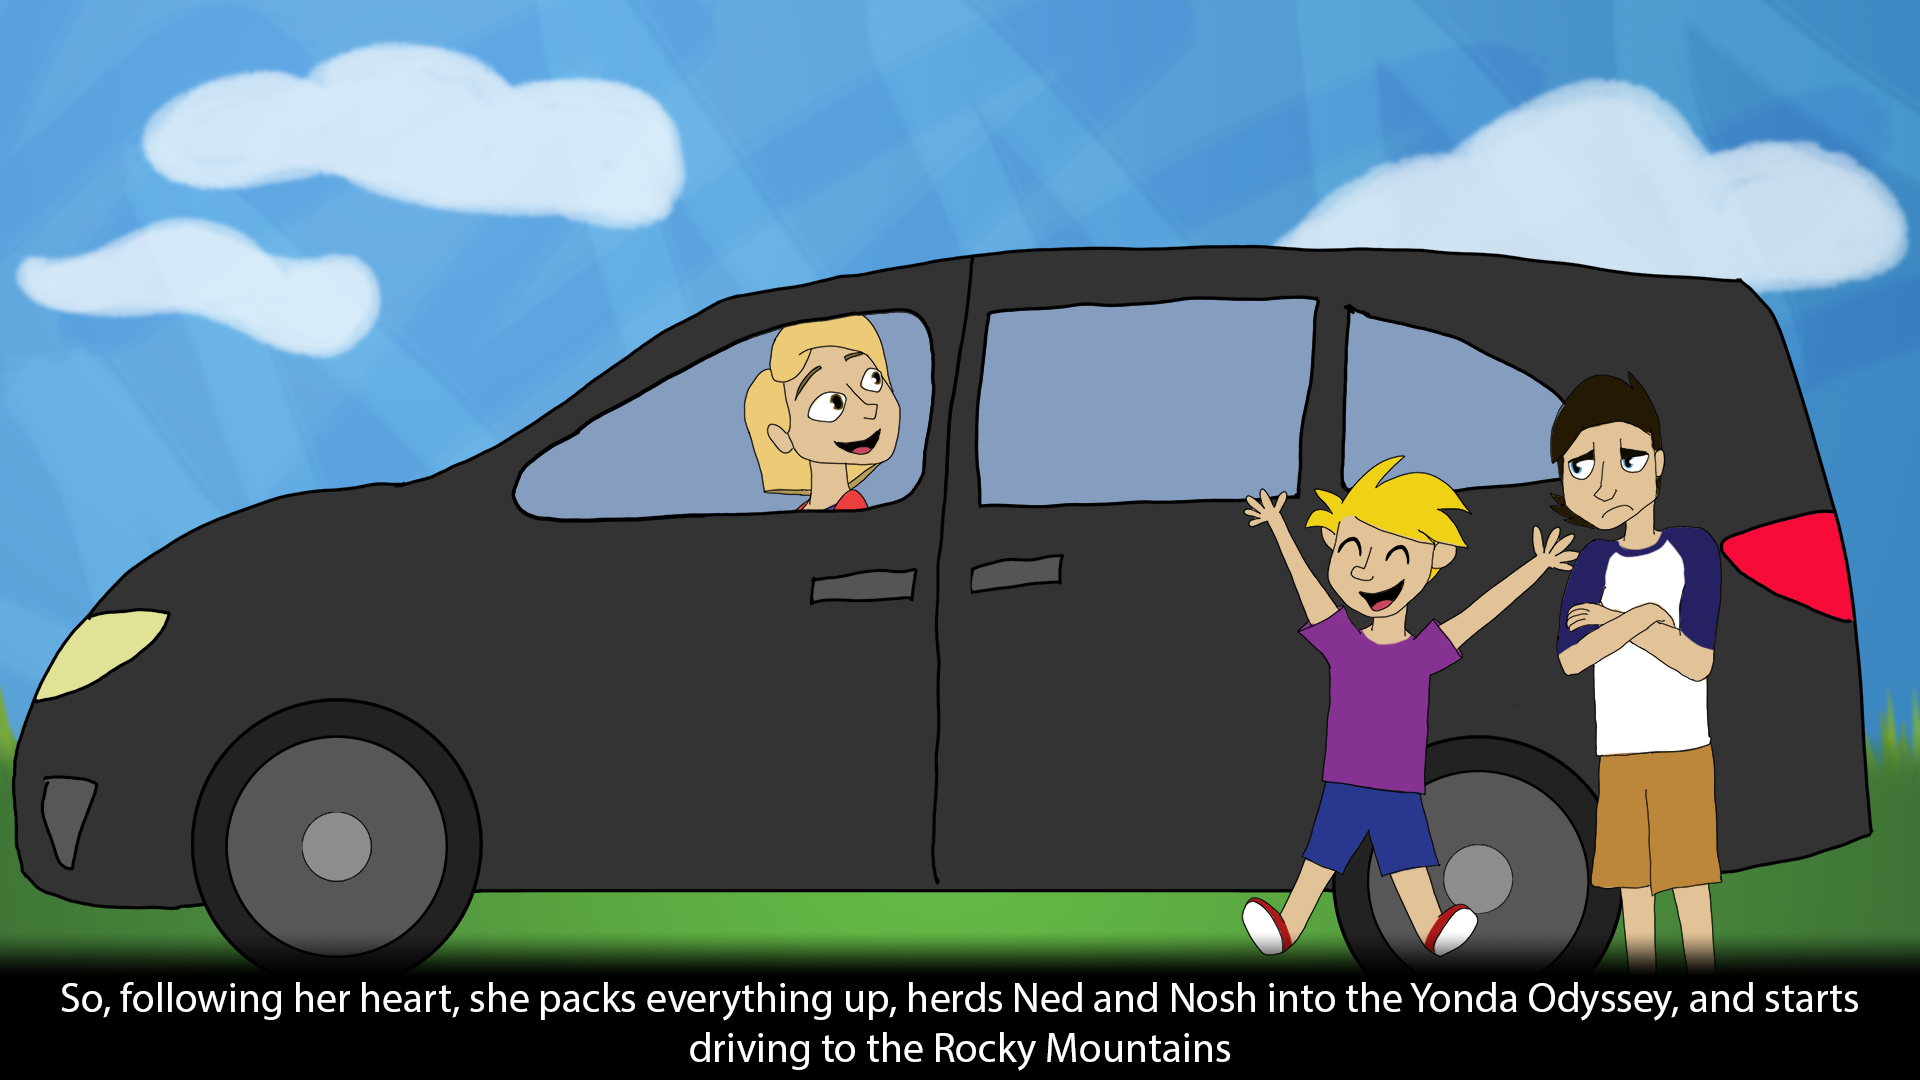 So, following her heart, she packs everything up, herds Ned and Nosh into the Yonda Odyssey, and starts
driving to the Rocky Mountains